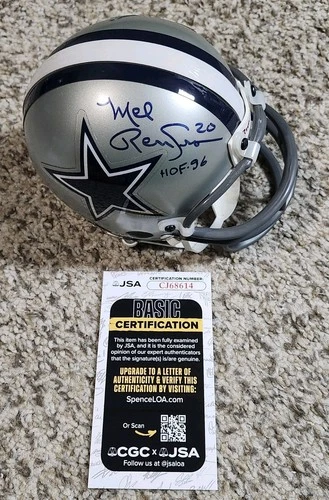 Mel
Renfro 20
HOF-96
JSA
CERTIFICATION NUMBER
CJ68614
BASIC
CERTIFICATION
This item has been fully examined
by JSA, and it is the considered
opinion of our expert authenticators
that the signature(s) is/are genuine.
UPGRADE TO A LETTER OF
AUTHENTICITY & VERIFY THIS
CERTIFICATION BY VISITING:
SpenceLOA.com
Or Scan
CGC x JSA
Follow us at @jsaloa